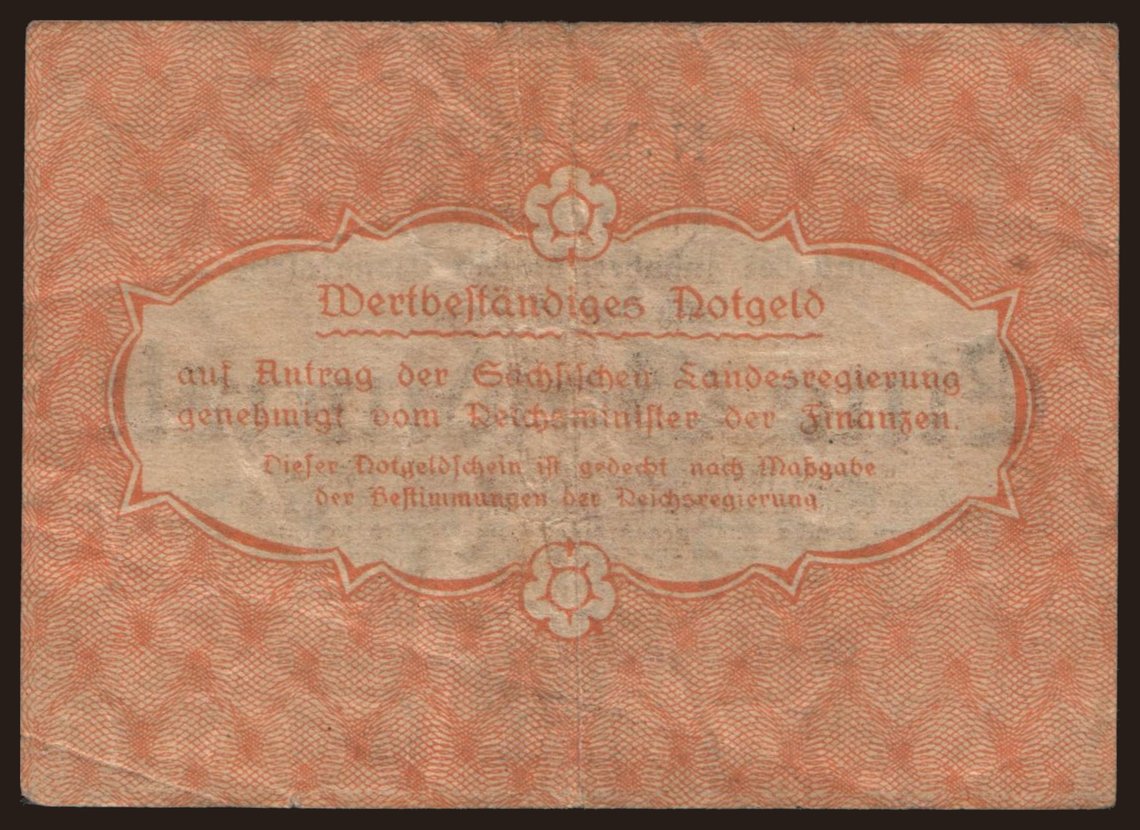 Wertbeständiges Notgeld
auf Antrag der Sächsischen Landesregierung
genehmigt vom Reichsminister der Finanzen.
Dieser Notgeldschein ist gedeckt nach Maßgabe
der Bestimmungen der Reichsregierung